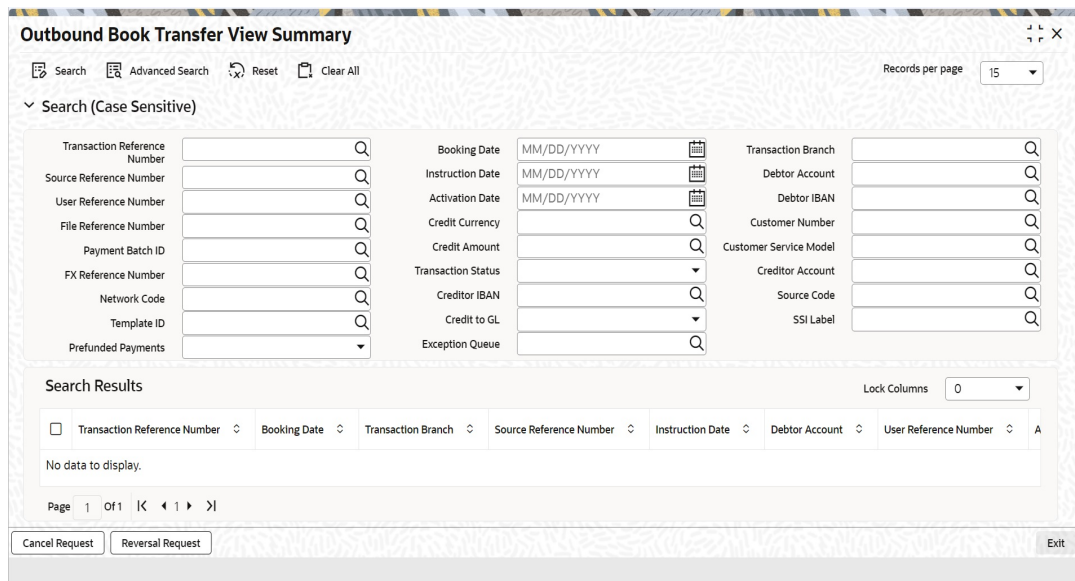 Outbound Book Transfer View Summary
Search Advanced Search Reset Clear All
Records per page 15
Search (Case Sensitive)
Transaction Reference Number
Source Reference Number
User Reference Number
File Reference Number
Payment Batch ID
FX Reference Number
Network Code
Template ID
Prefunded Payments
Booking Date MM/DD/YYYY
Instruction Date MM/DD/YYYY
Activation Date MM/DD/YYYY
Credit Currency
Credit Amount
Transaction Status
Creditor IBAN
Credit to GL
Exception Queue
Transaction Branch
Debtor Account
Debtor IBAN
Customer Number
Customer Service Model
Creditor Account
Source Code
SSI Label
Search Results
Lock Columns 0
Transaction Reference Number Booking Date Transaction Branch Source Reference Number Instruction Date Debtor Account User Reference Number A
No data to display.
Page 1 Of 1 1
Cancel Request Reversal Request Exit